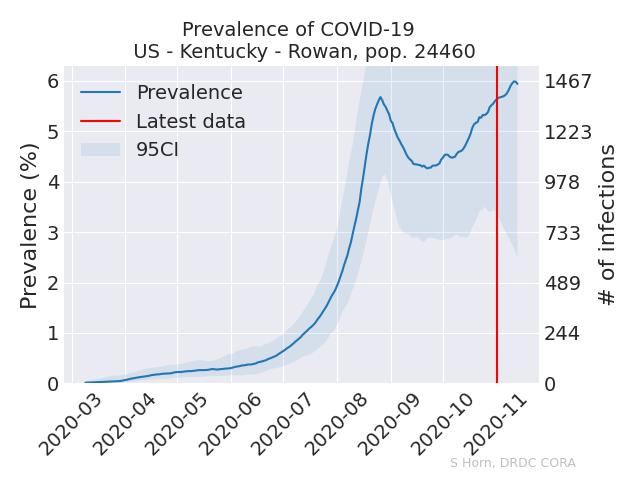 Prevalence of COVID-19
US - Kentucky - Rowan, pop. 24460
Prevalence
Latest data
95CI
Prevalence (%)
6
5
4
3
2
1
0
1467
1223
978
733
489
244
0
# of infections
2020-03
2020-04
2020-05
2020-06
2020-07
2020-08
2020-09
2020-10
2020-11
S Horn, DRDC CORA